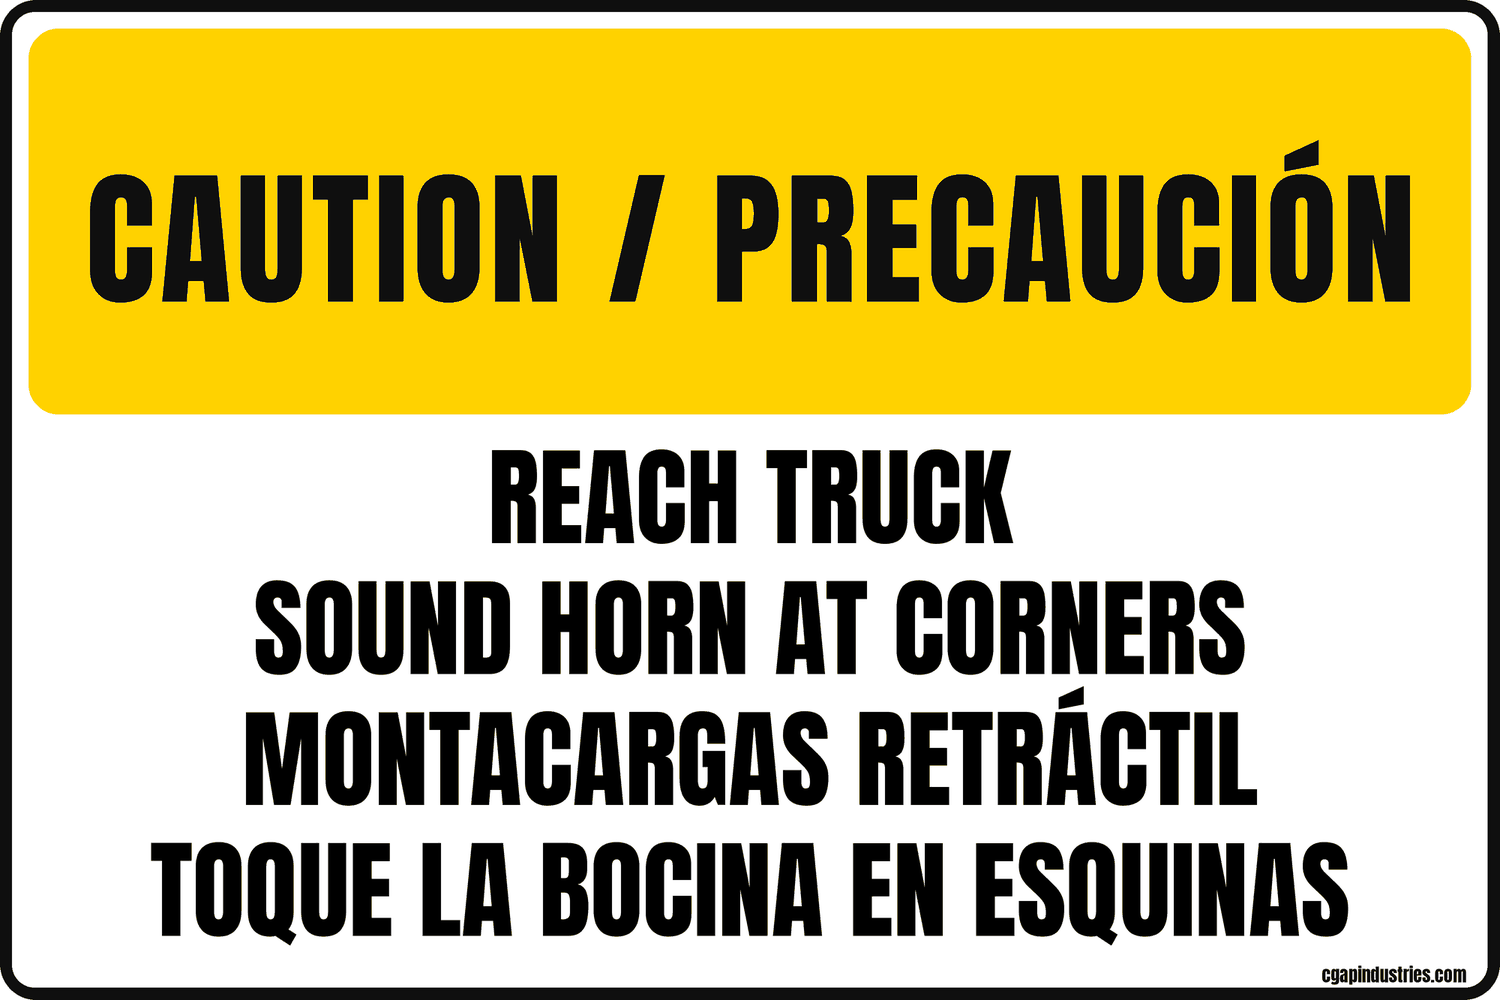 CAUTION / PRECAUCIÓN
REACH TRUCK
SOUND HORN AT CORNERS
MONTACARGAS RETRÁCTIL
TOQUE LA BOCINA EN ESQUINAS
cgapindustries.com